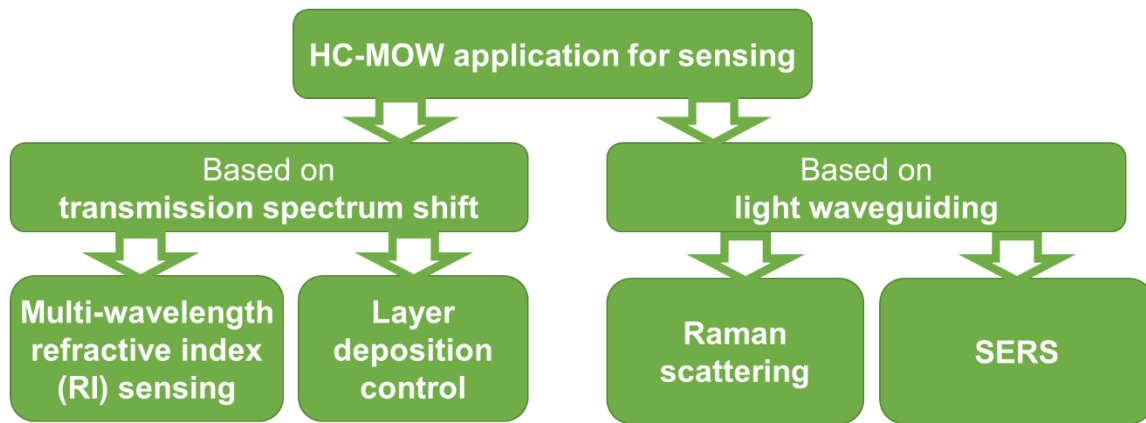 HC-MOW application for sensing
Based on
transmission spectrum shift
Based on
light waveguiding
Multi-wavelength
refractive index
(RI) sensing
Layer
deposition
control
Raman
scattering
SERS